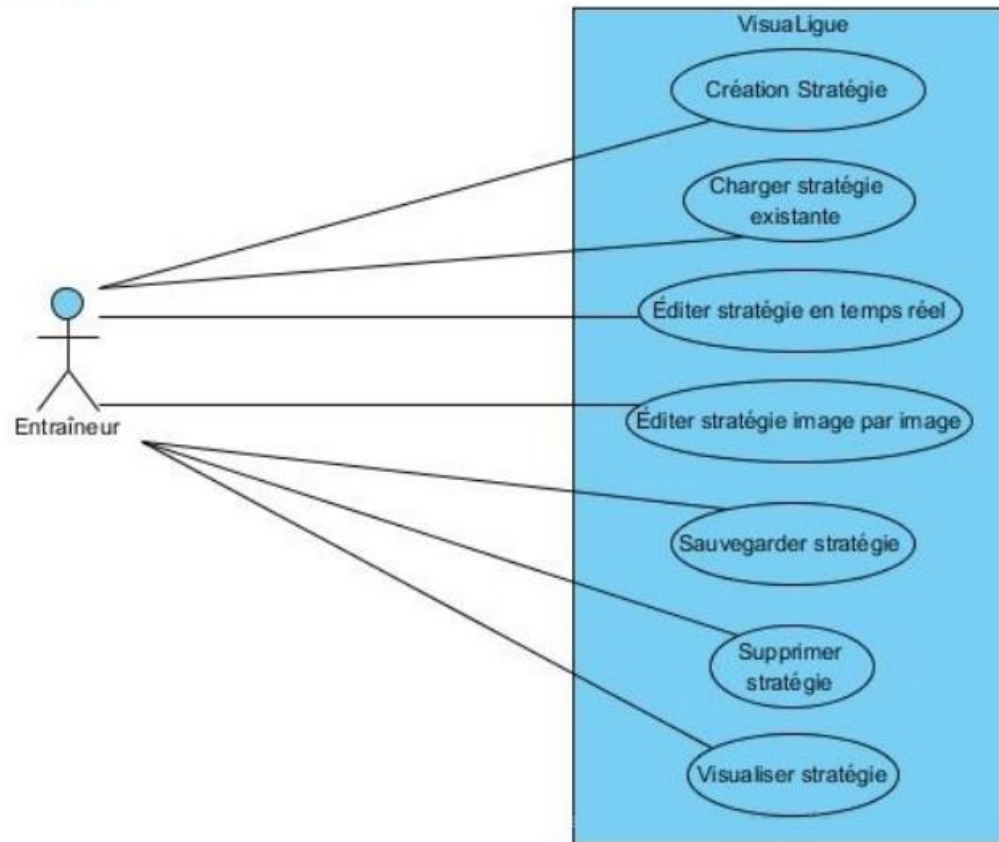 VisuaLigue
Création Stratégie
Charger stratégie
existante
Éditer stratégie en temps réel
Éditer stratégie image par image
Entraîneur
Sauvegarder stratégie
Supprimer
stratégie
Visualiser stratégie